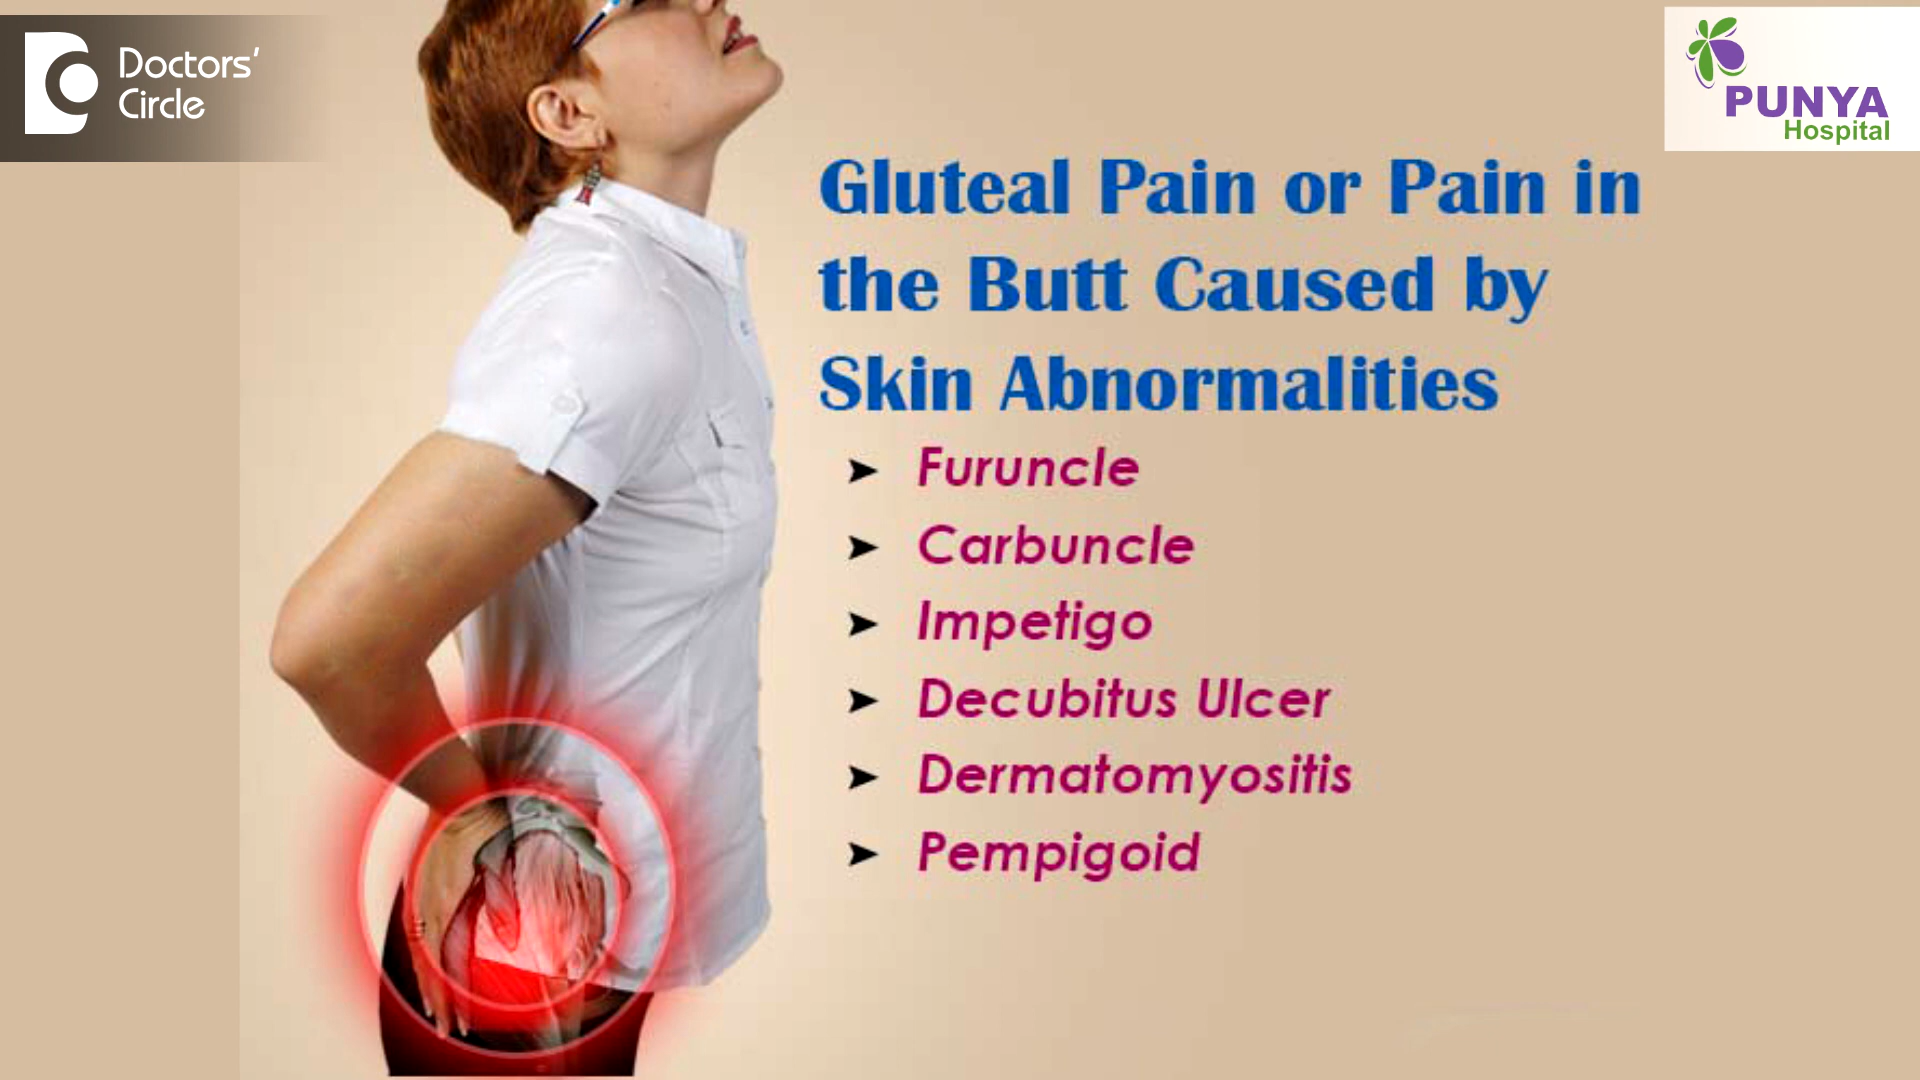 Doctors'
Circle
PUNYA
Hospital
Gluteal Pain or Pain in
the Butt Caused by
Skin Abnormalities
➤ Furuncle
➤ Carbuncle
➤ Impetigo
➤ Decubitus Ulcer
➤ Dermatomyositis
➤ Pempigoid